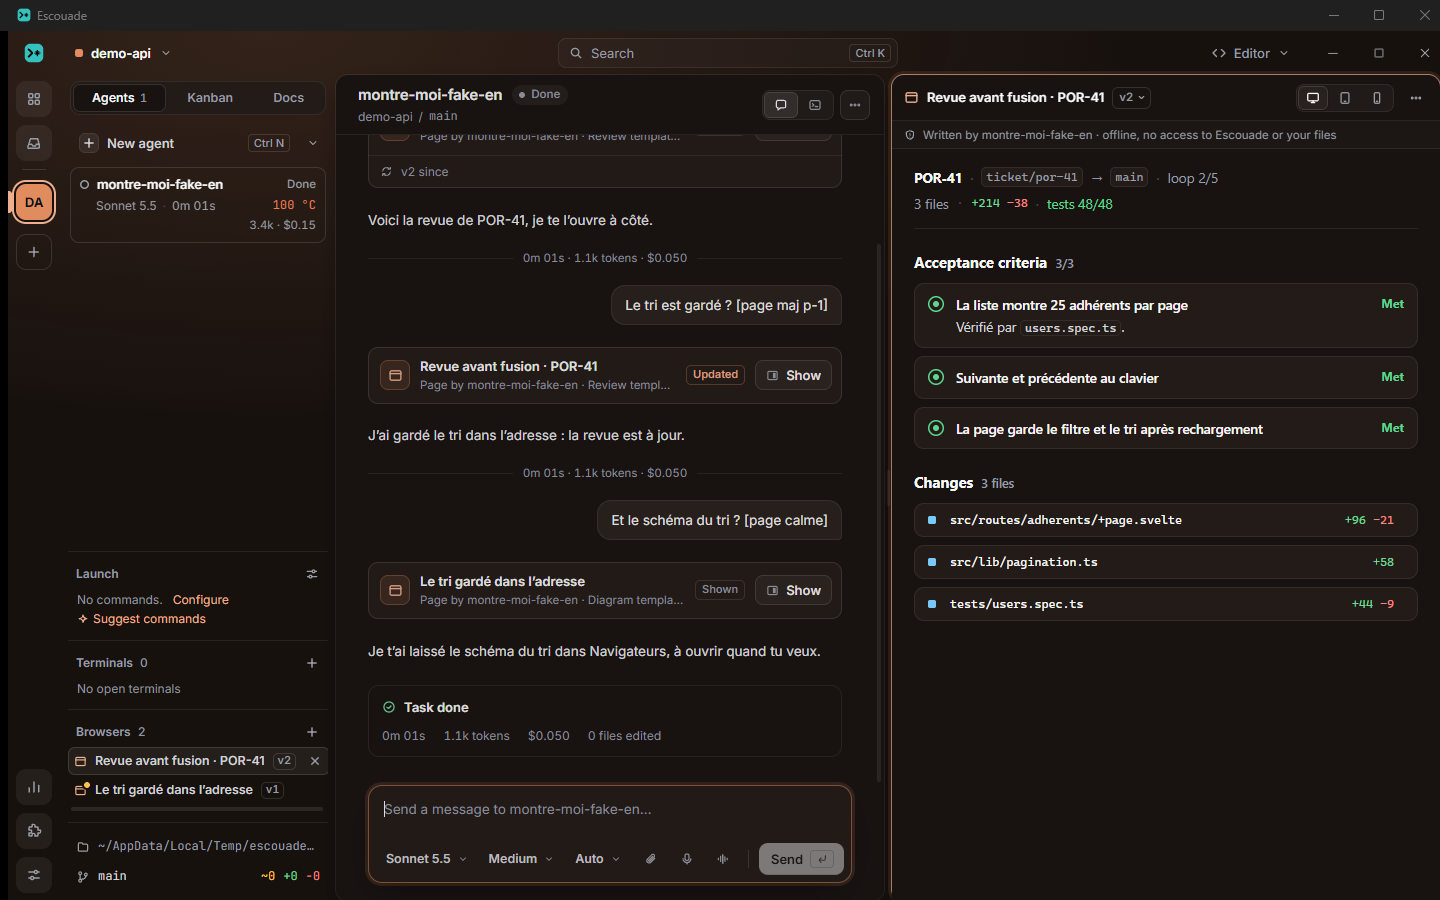 Escouade
demo-api
Search
Ctrl K
Editor
Agents 1
Kanban
Docs
New agent
Ctrl N
DA
montre-moi-fake-en
Done
Sonnet 5.5 · 0m 01s
100 °C
3.4k · $0.15
Launch
No commands. Configure
Suggest commands
Terminals 0
No open terminals
Browsers 2
Revue avant fusion · POR-41 v2
Le tri gardé dans l'adresse v1
~/AppData/Local/Temp/escouade…
main
~0 +0 -0
montre-moi-fake-en
Done
demo-api / main
Page by montre-moi-fake-en · Review templat…
v2 since
Voici la revue de POR-41, je te l'ouvre à côté.
0m 01s · 1.1k tokens · $0.050
Le tri est gardé ? [page maj p-1]
Revue avant fusion · POR-41
Page by montre-moi-fake-en · Review templ…
Updated
Show
J'ai gardé le tri dans l'adresse : la revue est à jour.
0m 01s · 1.1k tokens · $0.050
Et le schéma du tri ? [page calme]
Le tri gardé dans l'adresse
Page by montre-moi-fake-en · Diagram templa…
Shown
Show
Je t'ai laissé le schéma du tri dans Navigateurs, à ouvrir quand tu veux.
Task done
0m 01s 1.1k tokens $0.050 0 files edited
Send a message to montre-moi-fake-en...
Sonnet 5.5
Medium
Auto
Send
Revue avant fusion · POR-41
v2
Written by montre-moi-fake-en · offline, no access to Escouade or your files
POR-41 · ticket/por-41 → main · loop 2/5
3 files · +214 −38 · tests 48/48
Acceptance criteria 3/3
La liste montre 25 adhérents par page
Met
Vérifié par users.spec.ts.
Suivante et précédente au clavier
Met
La page garde le filtre et le tri après rechargement
Met
Changes 3 files
src/routes/adherents/+page.svelte
+96 −21
src/lib/pagination.ts
+58
tests/users.spec.ts
+44 −9